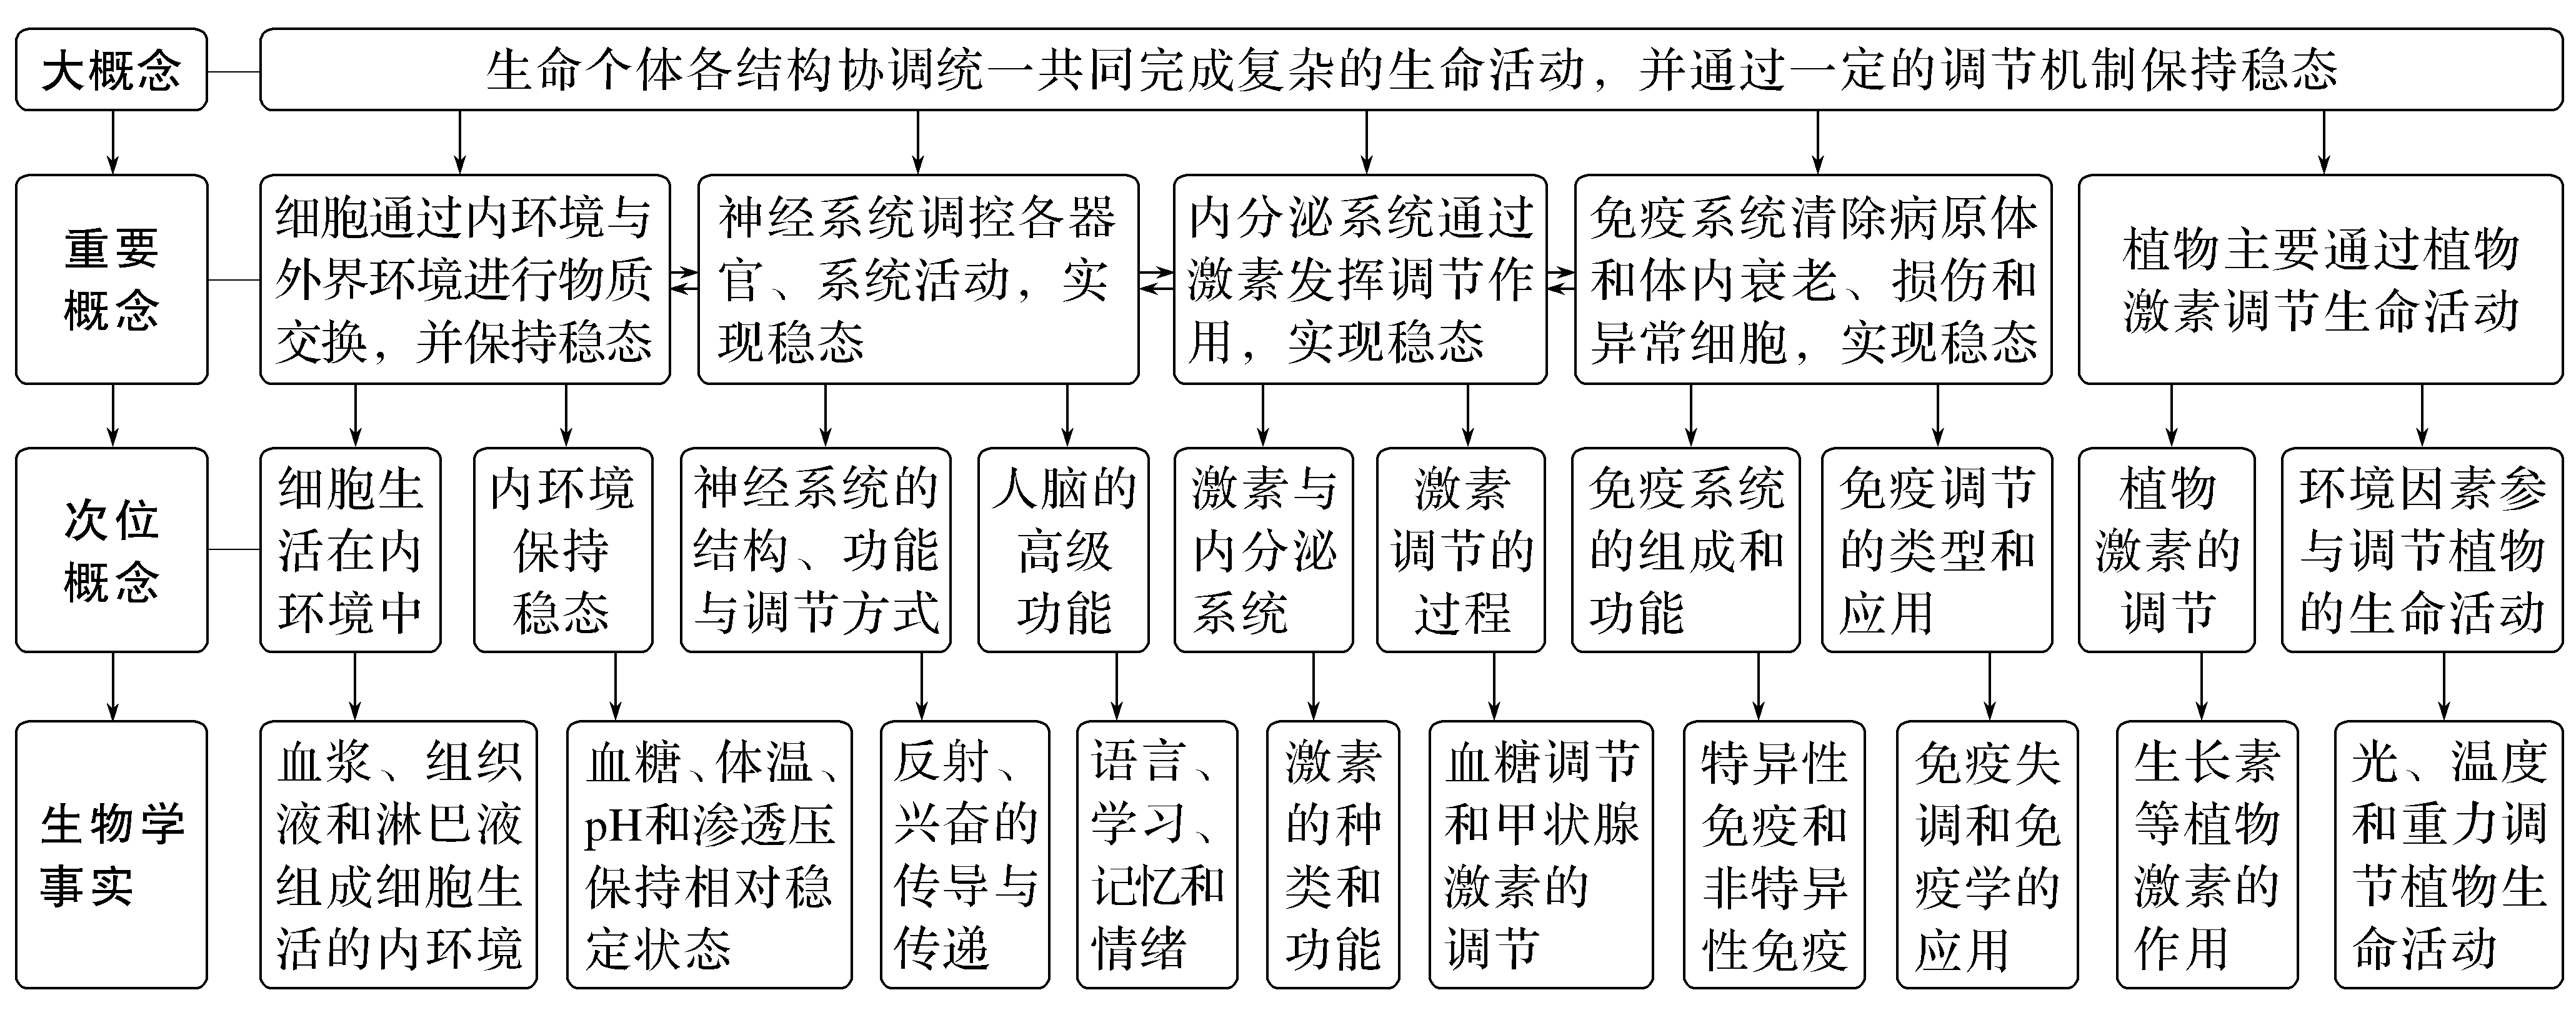 大概念
生命个体各结构协调统一共同完成复杂的生命活动，并通过一定的调节机制保持稳态
重要
概念
细胞通过内环境与
外界环境进行物质
交换，并保持稳态
神经系统调控各器
官、系统活动，实
现稳态
内分泌系统通过
激素发挥调节作
用，实现稳态
免疫系统清除病原体
和体内衰老、损伤和
异常细胞，实现稳态
植物主要通过植物
激素调节生命活动
次位
概念
细胞生
活在内
环境中
内环境
保持
稳态
神经系统的
结构、功能
与调节方式
人脑的
高级
功能
激素与
内分泌
系统
激素
调节的
过程
免疫系统
的组成和
功能
免疫调节
的类型和
应用
植物
激素的
调节
环境因素参
与调节植物
的生命活动
生物学
事实
血浆、组织
液和淋巴液
组成细胞生
活的内环境
血糖、体温、
pH和渗透压
保持相对稳
定状态
反射、
兴奋的
传导与
传递
语言、
学习、
记忆和
情绪
激素
的种
类和
功能
血糖调节
和甲状腺
激素的
调节
特异性
免疫和
非特异
性免疫
免疫失
调和免
疫学的
应用
生长素
等植物
激素的
作用
光、温度
和重力调
节植物生
命活动